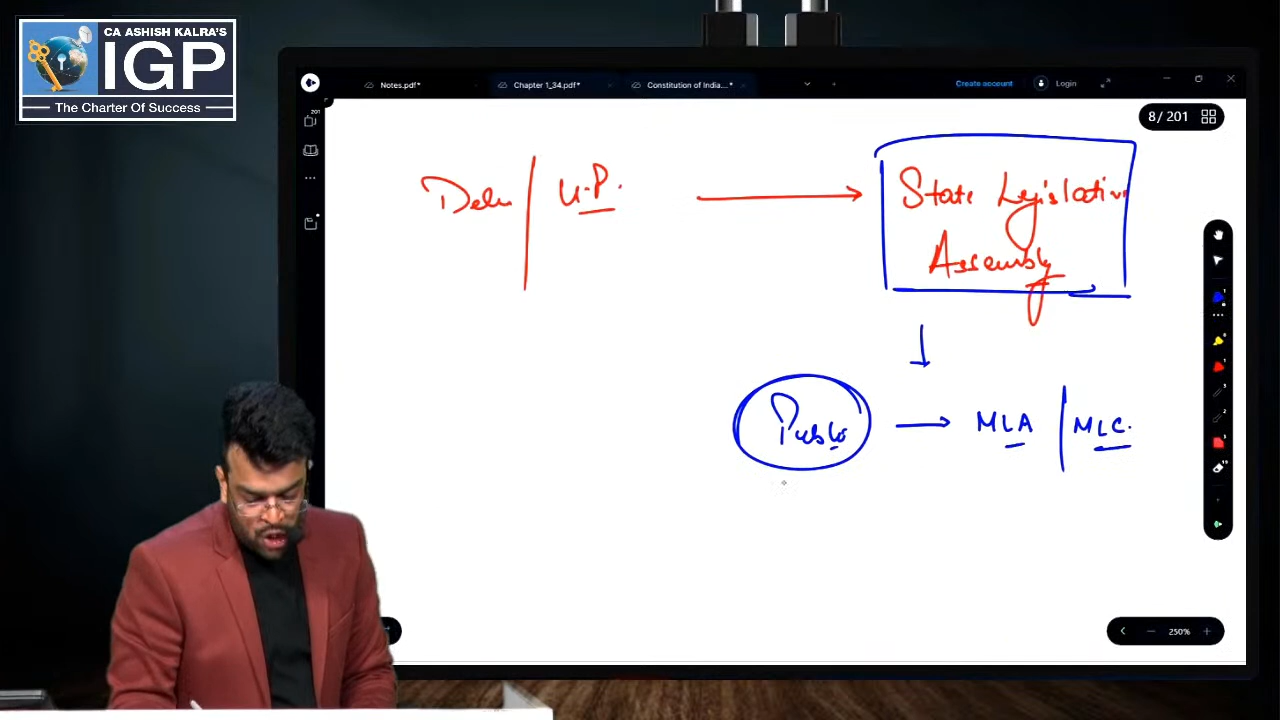 CA ASHISH KALRA'S
IGP
The Charter Of Success
Notes.pdf*
Chapter 1_34.pdf*
Constitution of India...*
Create account
Login
201
8 / 201
U.P.
State Legislative
Assembly
Public
MLA
MLC.
250%